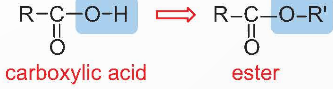 R–C–O–H R–C–O–R'
O O
carboxylic acid ester